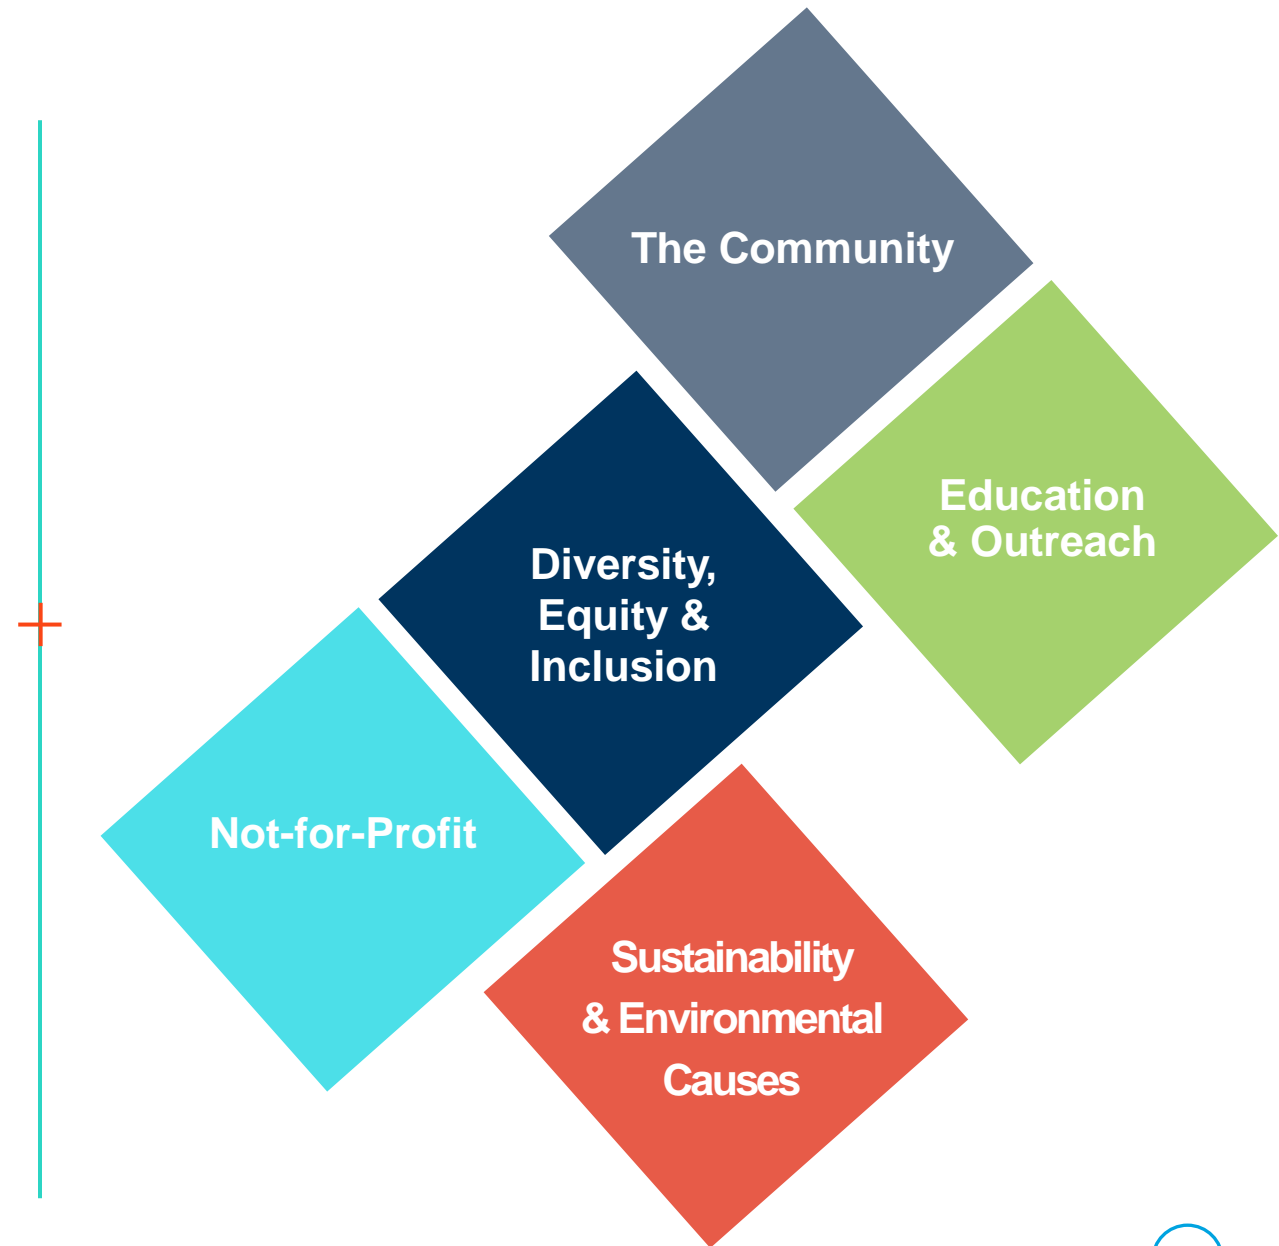 The Community
Education
& Outreach
Diversity,
Equity &
Inclusion
Not-for-Profit
Sustainability
& Environmental
Causes